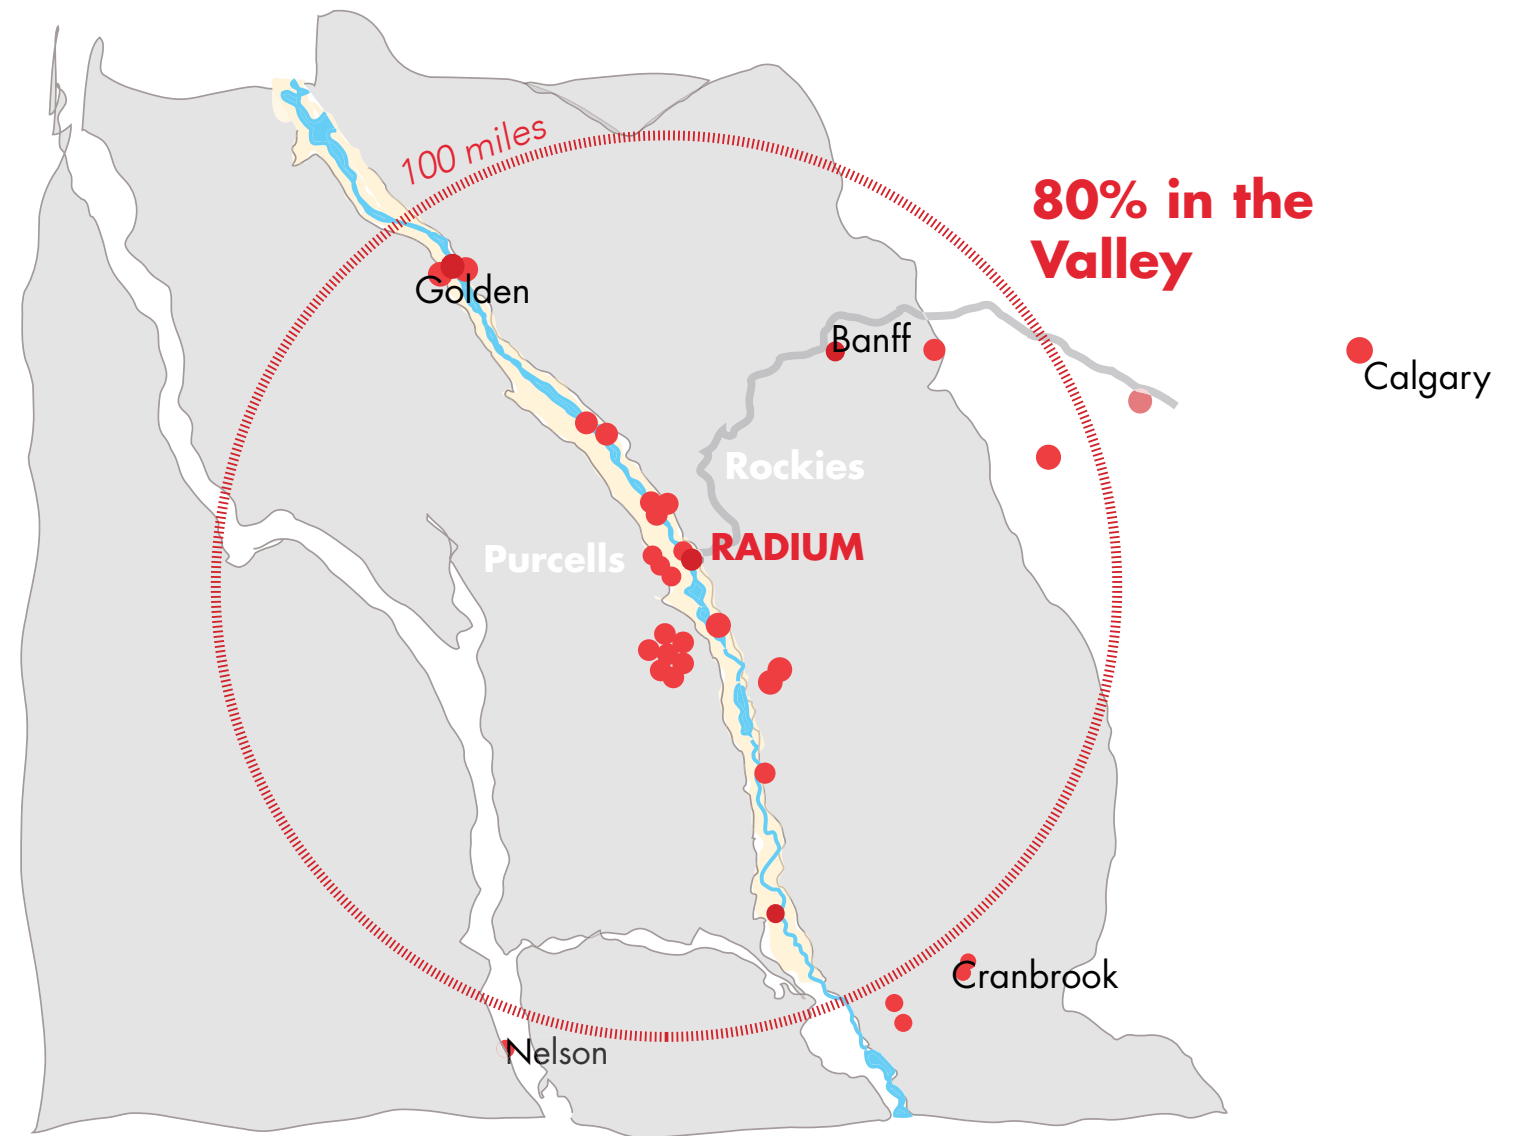 100 miles
80% in the
Valley
Golden
Banff
Calgary
Rockies
RADIUM
Purcells
Cranbrook
Nelson